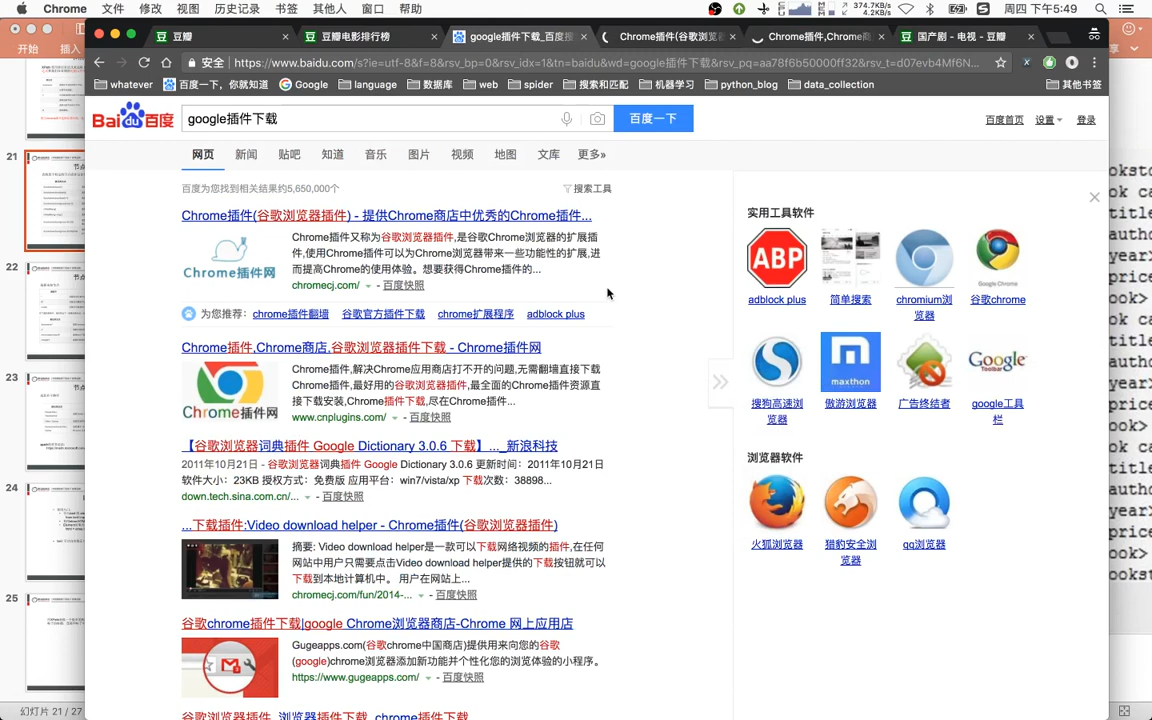 Chrome 文件 修改 视图 历史记录 书签 其他人 窗口 帮助
374.7KB/s
4.2KB/s
周四 下午5:49
开始 插入
豆瓣
豆瓣电影排行榜
google插件下载_百度搜
Chrome插件(谷歌浏览
Chrome插件,Chrome商
国产剧 - 电视 - 豆瓣
安全 https://www.baidu.com/s?ie=utf-8&f=8&rsv_bp=0&rsv_idx=1&tn=baidu&wd=google插件下载&rsv_pq=aa78f6b50000ff32&rsv_t=d07evb4Mf6N...
whatever 百度一下，你就知道 Google language 数据库 web spider 搜索和匹配 机器学习 python_blog data_collection 其他书签
Bai du 百度
google插件下载
百度一下
百度首页 设置 登录
网页 新闻 贴吧 知道 音乐 图片 视频 地图 文库 更多»
百度为您找到相关结果约5,650,000个
搜索工具
Chrome插件(谷歌浏览器插件) - 提供Chrome商店中优秀的Chrome插件...
Chrome插件网
Chrome插件又称为谷歌浏览器插件,是谷歌Chrome浏览器的扩展插
件,使用Chrome插件可以为Chrome浏览器带来一些功能性的扩展,进
而提高Chrome的使用体验。想要获得Chrome插件的...
chromecj.com/ - 百度快照
为您推荐： chrome插件翻墙 谷歌官方插件下载 chrome扩展程序 adblock plus
Chrome插件,Chrome商店,谷歌浏览器插件下载 - Chrome插件网
Chrome插件网
Chrome插件,解决Chrome应用商店打不开的问题,无需翻墙直接下载
Chrome插件,最好用的谷歌浏览器插件,最全面的Chrome插件资源直
接下载安装,Chrome插件下载,尽在Chrome插件...
www.cnplugins.com/ - 百度快照
【谷歌浏览器词典插件 Google Dictionary 3.0.6 下载】..._新浪科技
2011年10月21日 - 谷歌浏览器词典插件 Google Dictionary 3.0.6 更新时间：2011年10月21日
软件大小：23KB 授权方式：免费版 应用平台：win7/vista/xp 下载次数：38898...
down.tech.sina.com.cn/... - 百度快照
...下载插件:Video download helper - Chrome插件(谷歌浏览器插件)
摘要: Video download helper是一款可以下载网络视频的插件,在任何
网站中用户只需要点击Video download helper提供的下载按钮就可以
下载到本地计算机中。 用户在网站上...
chromecj.com/fun/2014-... - 百度快照
谷歌chrome插件下载|google Chrome浏览器商店-Chrome 网上应用店
Gugeapps.com(谷歌chrome中国商店)提供用来向您的谷歌
(google)chrome浏览器添加新功能并个性化您的浏览体验的小程序。
https://www.gugeapps.com/ - 百度快照
谷歌浏览器插件_浏览器插件下载_chrome插件下载
实用工具软件
ABP
Google Chrome
adblock plus
简单搜索
chromium浏
览器
谷歌chrome
maxthon
Google
Toolbar
搜狗高速浏
览器
傲游浏览器
广告终结者
google工具
栏
浏览器软件
火狐浏览器
猎豹安全浏
览器
qq浏览器
21
22
23
24
25
幻灯片 21 / 27